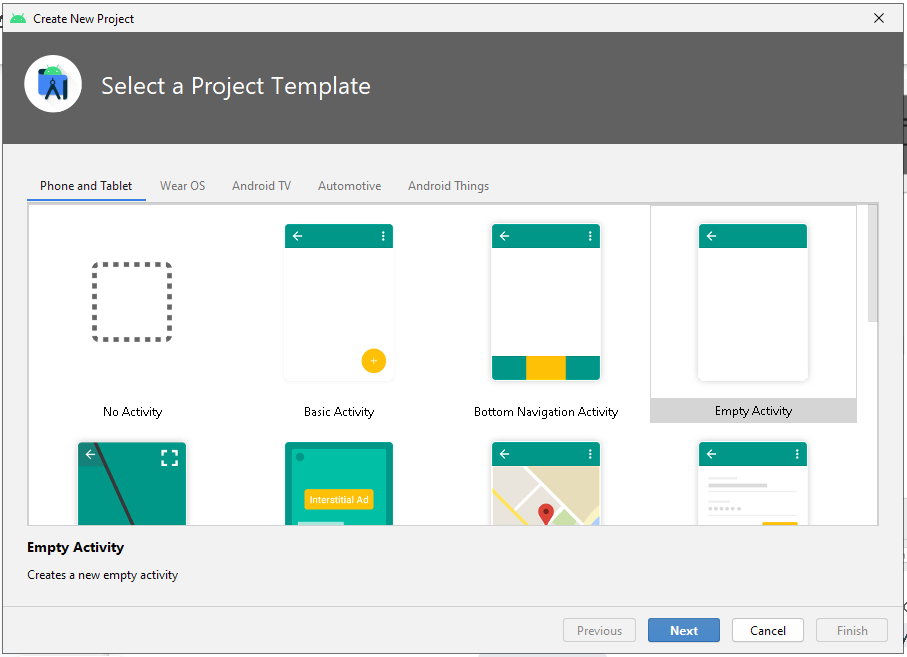 Create New Project
Select a Project Template
Phone and Tablet
Wear OS
Android TV
Automotive
Android Things
No Activity
Basic Activity
Bottom Navigation Activity
Empty Activity
Interstitial Ad
Empty Activity
Creates a new empty activity
Previous
Next
Cancel
Finish